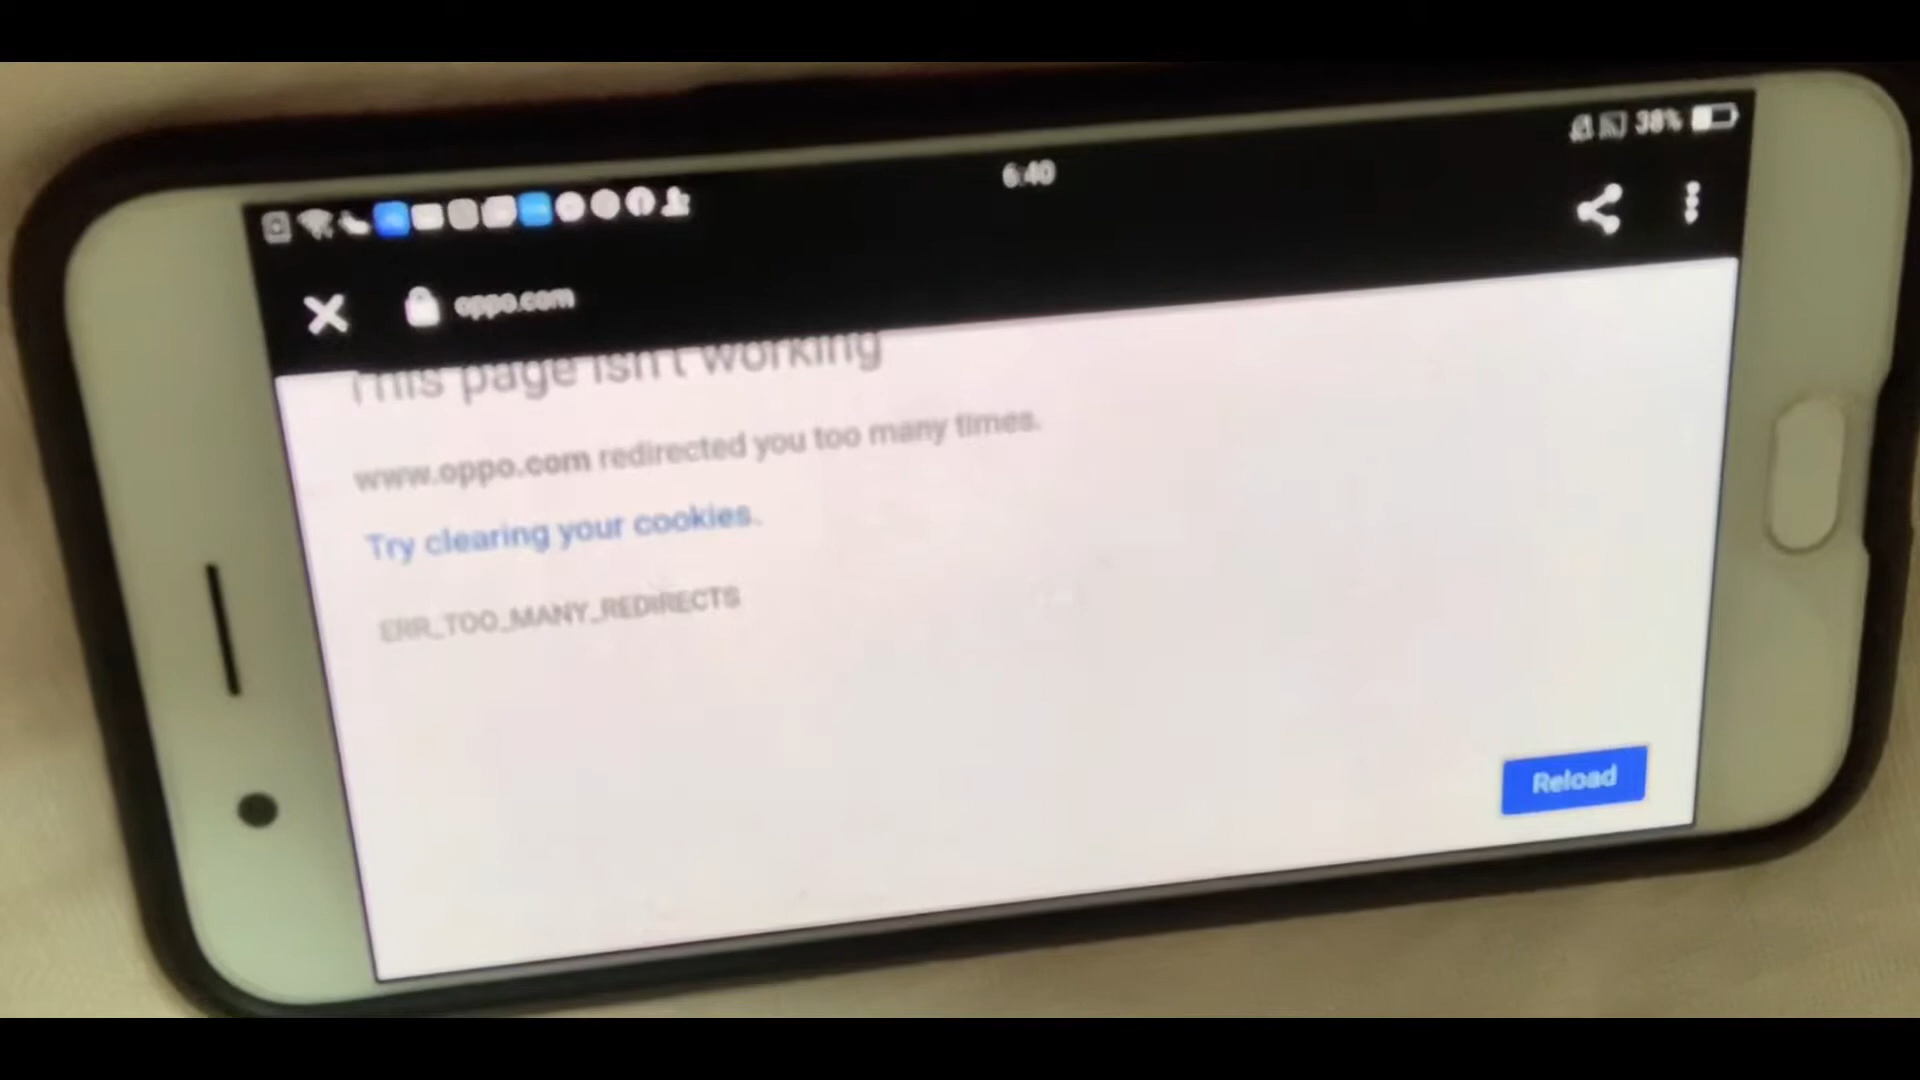 6:40
38%
oppo.com
This page isn't working
www.oppo.com redirected you too many times.
Try clearing your cookies.
ERR_TOO_MANY_REDIRECTS
Reload